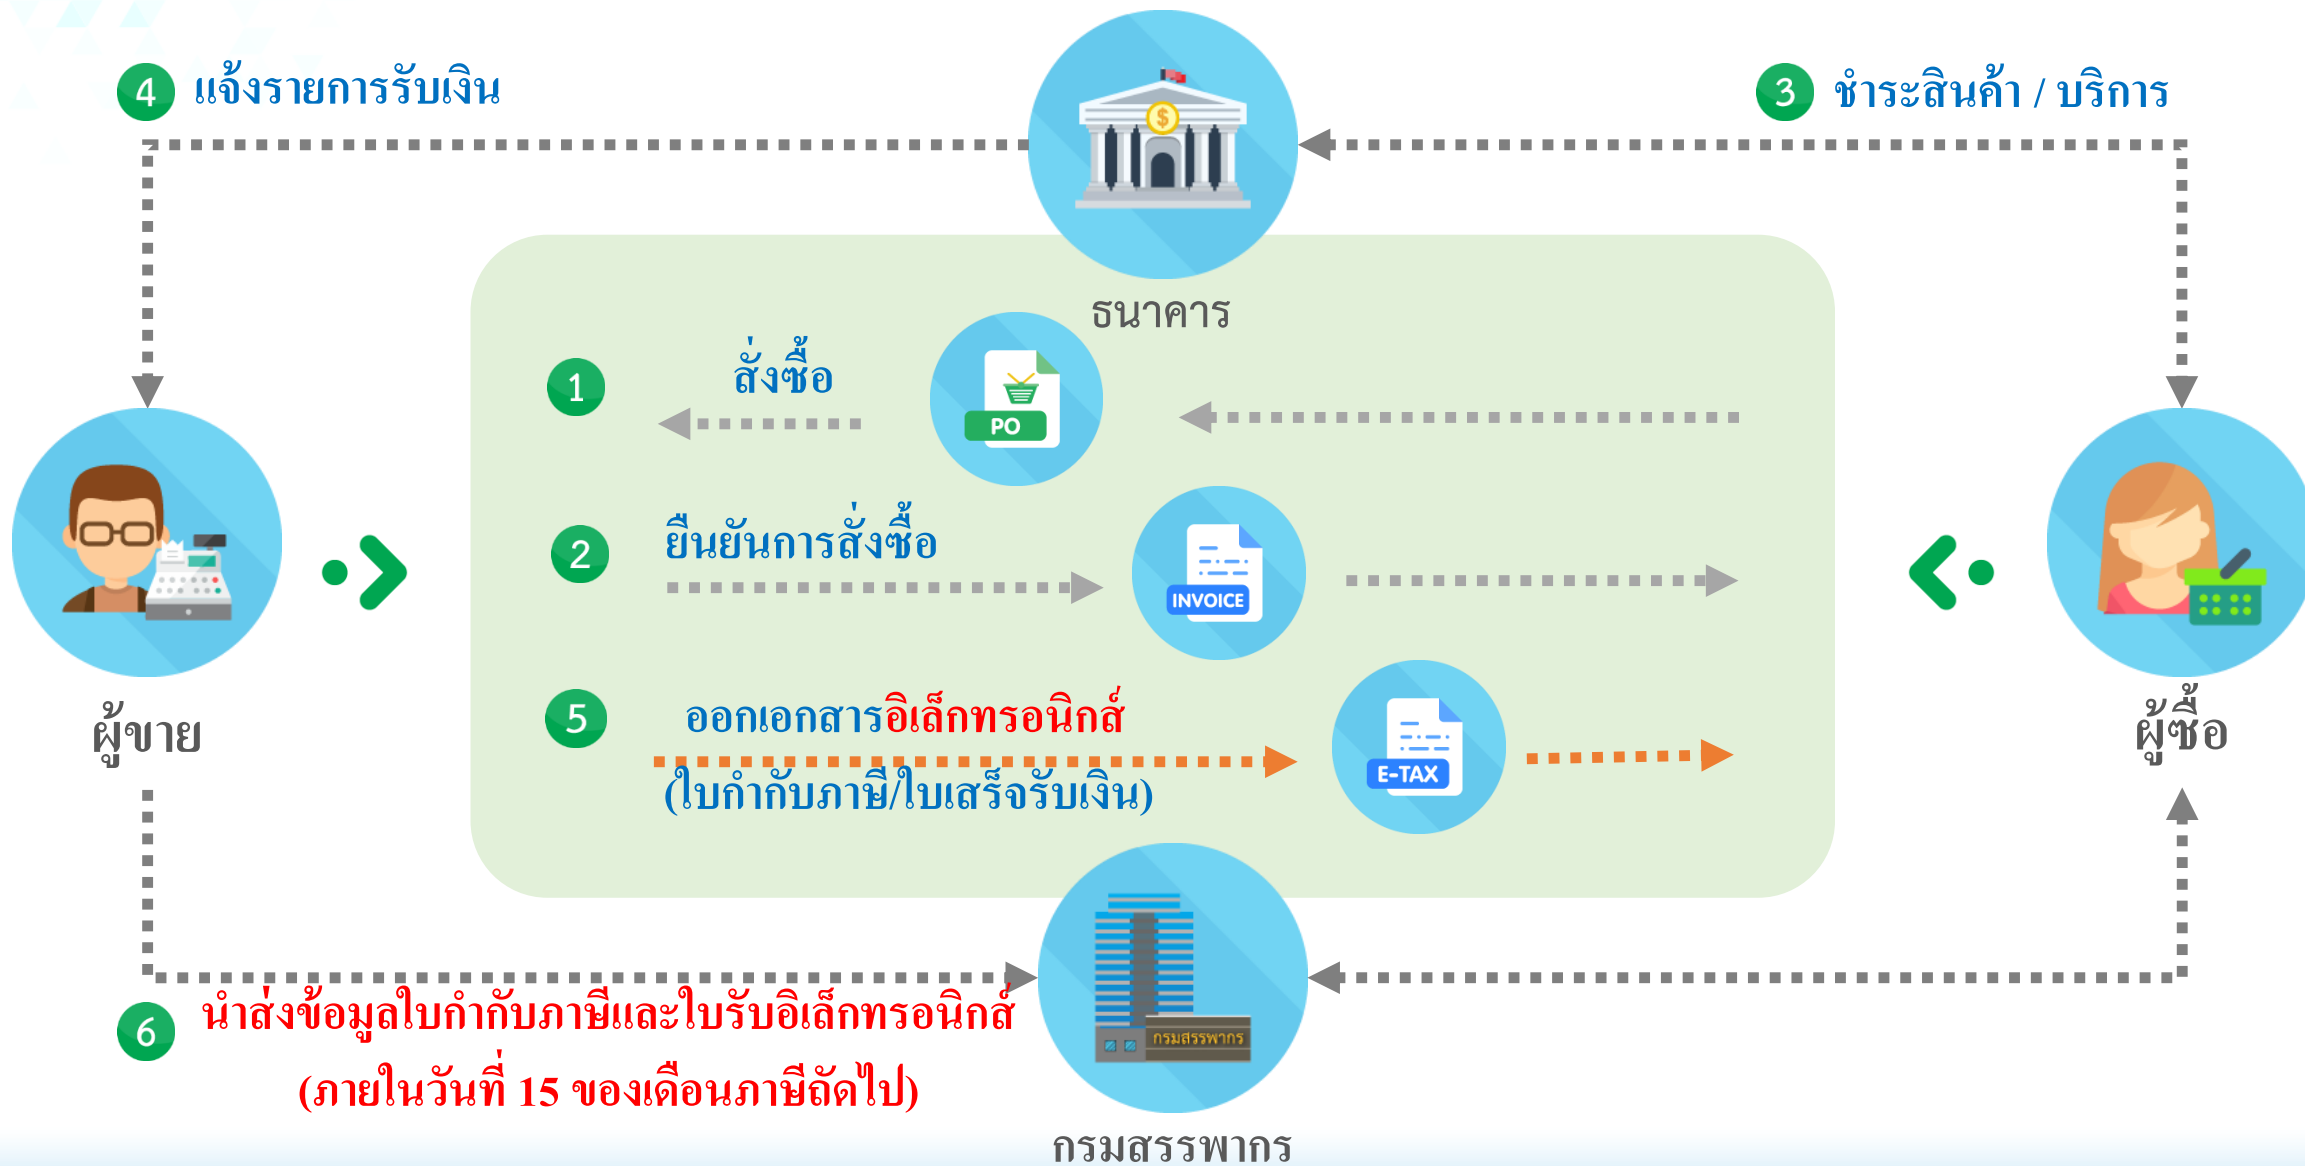 4 แจ้งรายการรับเงิน
3 ชำระสินค้า / บริการ
ธนาคาร
1 สั่งซื้อ
PO
2 ยืนยันการสั่งซื้อ
INVOICE
5 ออกเอกสารอิเล็กทรอนิกส์
(ใบกำกับภาษี/ใบเสร็จรับเงิน)
E-TAX
ผู้ขาย
ผู้ซื้อ
6 นำส่งข้อมูลใบกำกับภาษีและใบรับอิเล็กทรอนิกส์
(ภายในวันที่ 15 ของเดือนภาษีถัดไป)
กรมสรรพากร
กรมสรรพากร